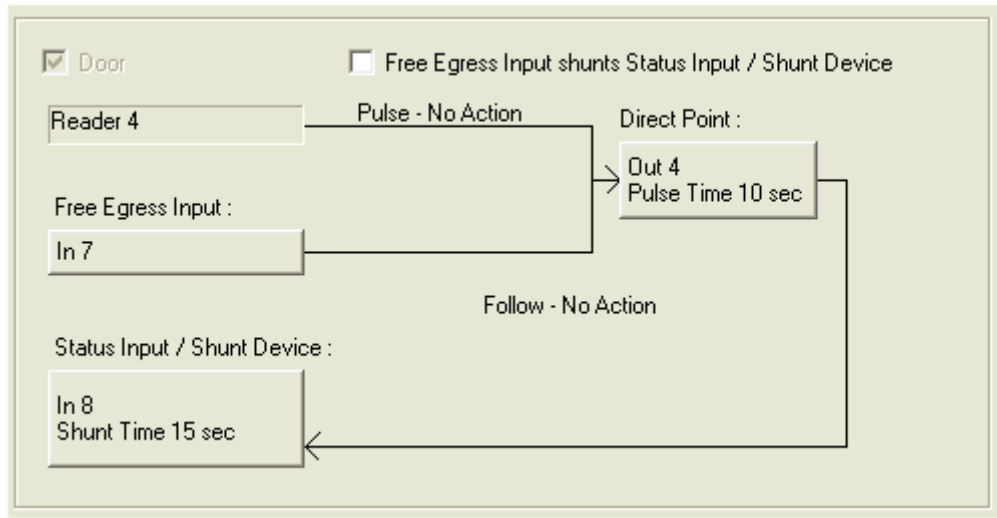 Door
Free Egress Input shunts Status Input / Shunt Device
Reader 4
Pulse - No Action
Direct Point :
Out 4
Pulse Time 10 sec
Free Egress Input :
In 7
Follow - No Action
Status Input / Shunt Device :
In 8
Shunt Time 15 sec